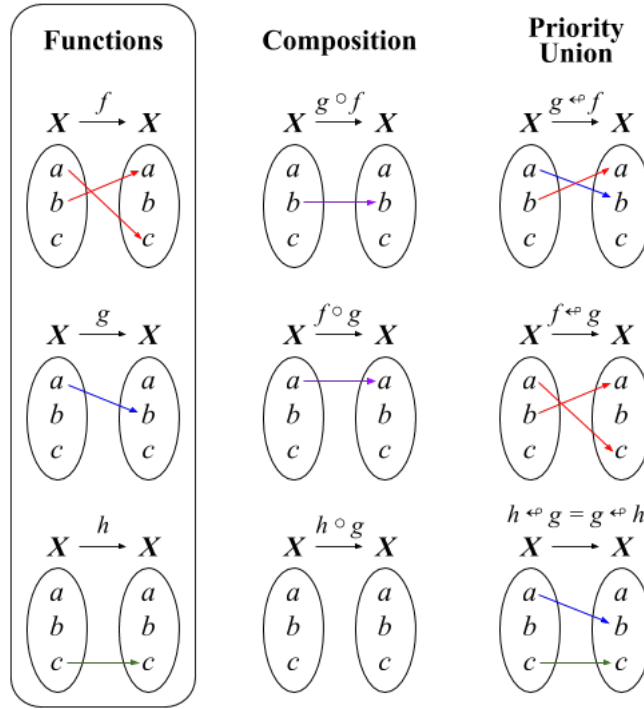 Functions
Composition
Priority
Union
f
X X
a a
b b
c c
g ○ f
X X
a a
b b
c c
g ↫ f
X X
a a
b b
c c
g
X X
a a
b b
c c
f ○ g
X X
a a
b b
c c
f ↫ g
X X
a a
b b
c c
h
X X
a a
b b
c c
h ○ g
X X
a a
b b
c c
h ↫ g = g ↫ h
X X
a a
b b
c c